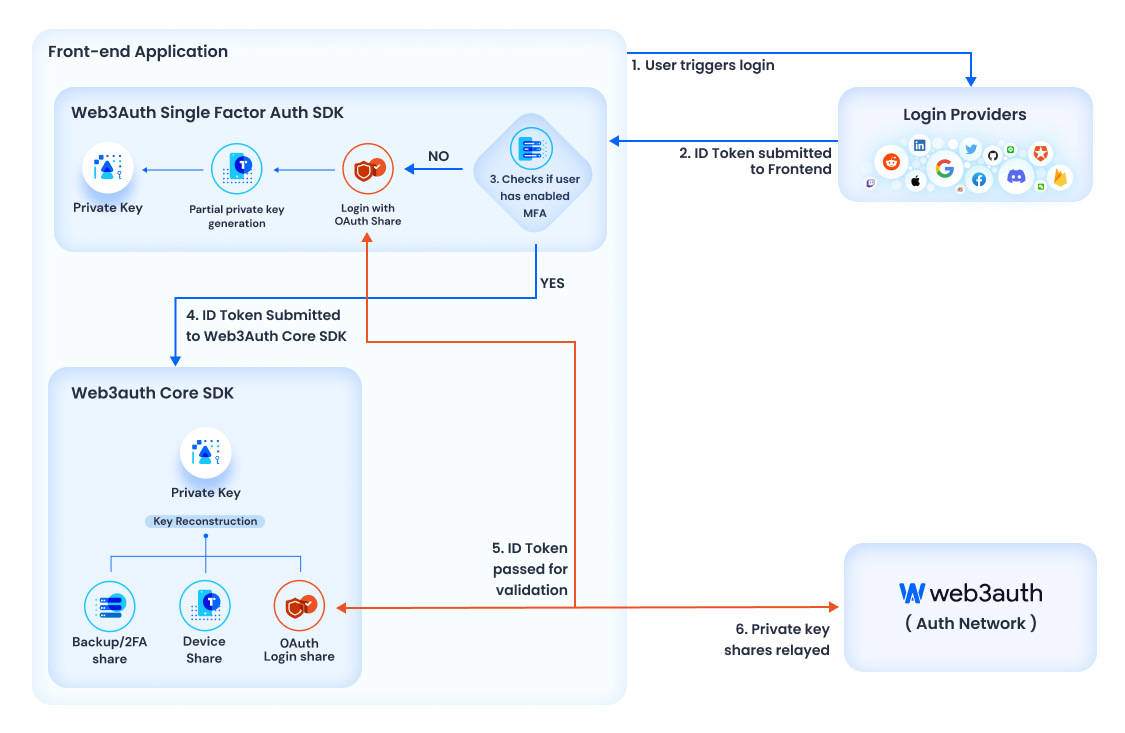 Front-end Application
1. User triggers login
Web3Auth Single Factor Auth SDK
Login Providers
NO
2. ID Token submitted
to Frontend
3. Checks if user
has enabled
MFA
Private Key
Partial private key
generation
Login with
OAuth Share
YES
4. ID Token Submitted
to Web3Auth Core SDK
Web3auth Core SDK
Private Key
Key Reconstruction
5. ID Token
passed for
validation
Backup/2FA
share
Device
Share
OAuth
Login share
6. Private key
shares relayed
web3auth
( Auth Network )